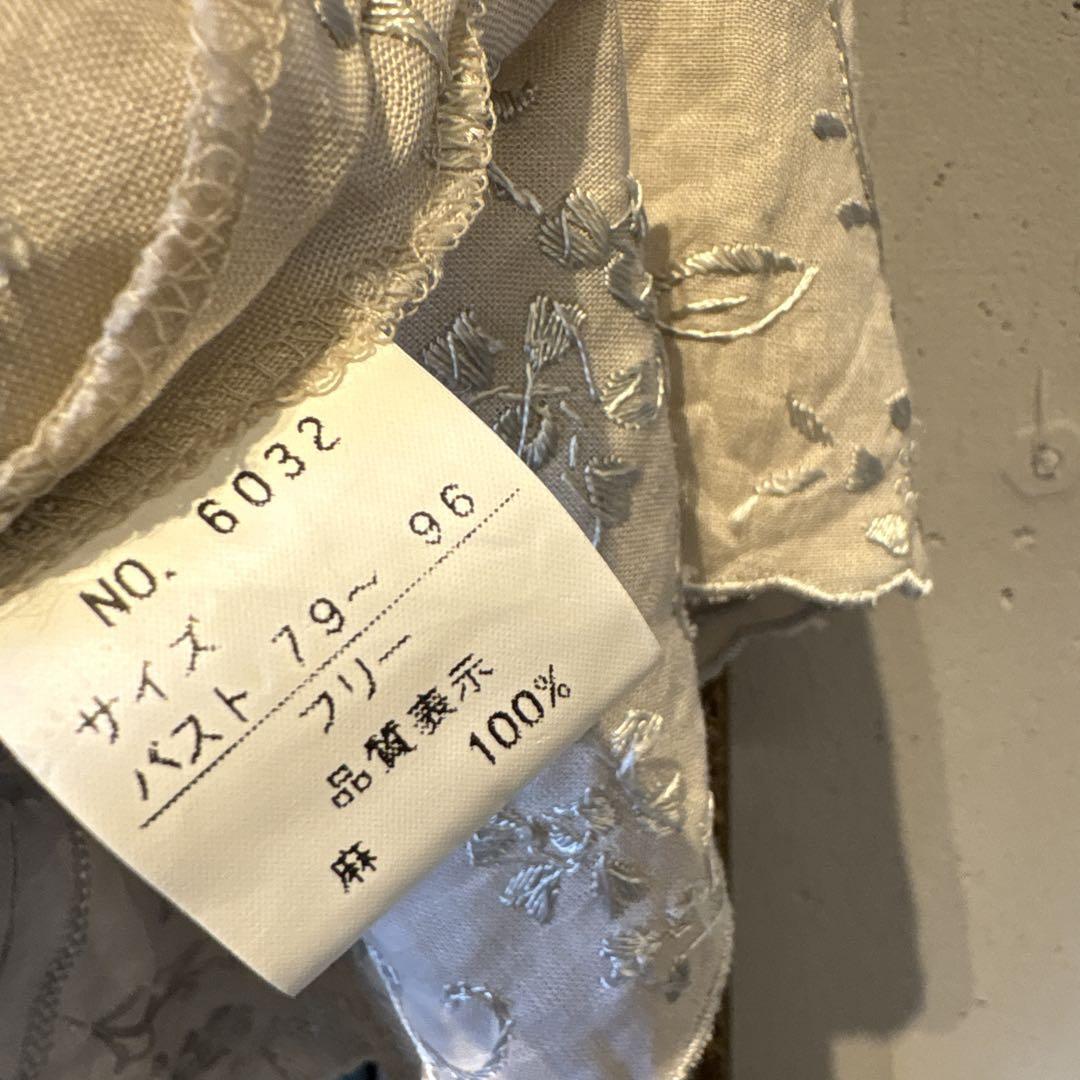 NO. 6032
サイズ
バスト 79~ 96
フリー
品質表示
麻 100%